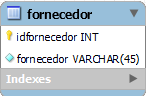 fornecedor
idfornecedor INT
fornecedor VARCHAR(45)
Indexes